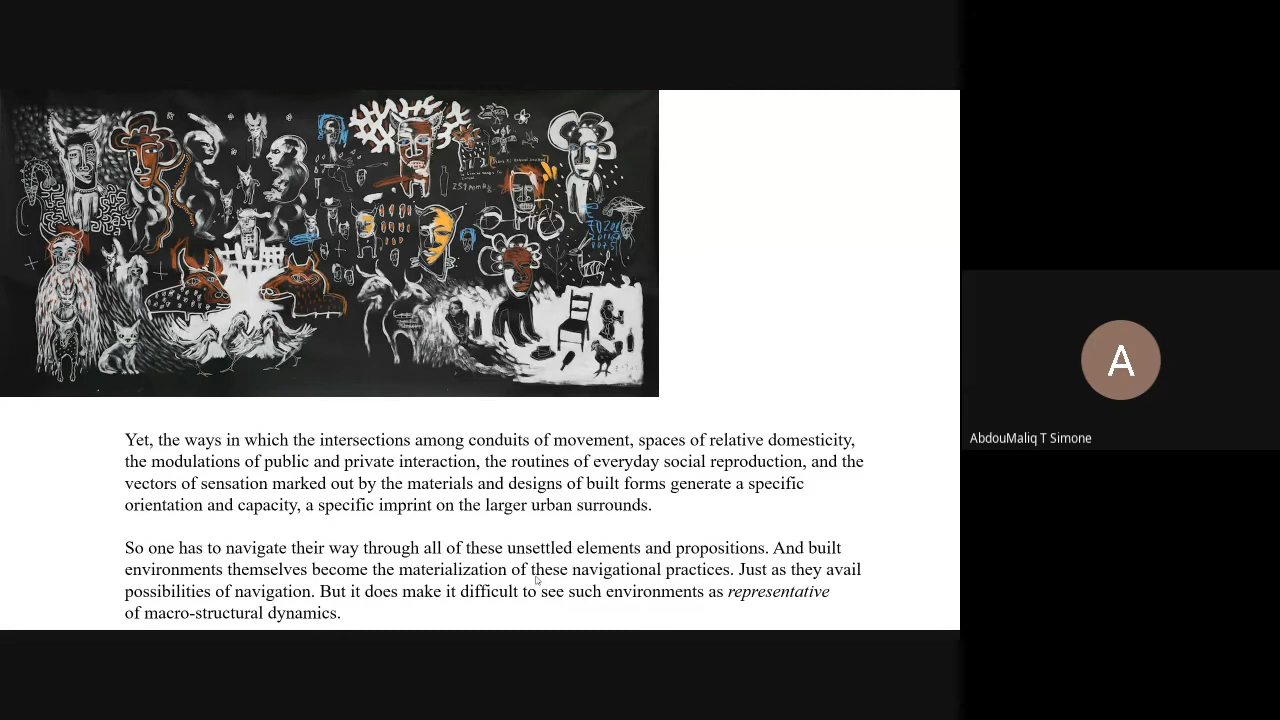 Yet, the ways in which the intersections among conduits of movement, spaces of relative domesticity,
the modulations of public and private interaction, the routines of everyday social reproduction, and the
vectors of sensation marked out by the materials and designs of built forms generate a specific
orientation and capacity, a specific imprint on the larger urban surrounds.
So one has to navigate their way through all of these unsettled elements and propositions. And built
environments themselves become the materialization of these navigational practices. Just as they avail
possibilities of navigation. But it does make it difficult to see such environments as representative
of macro-structural dynamics.
A
AbdouMaliq T Simone